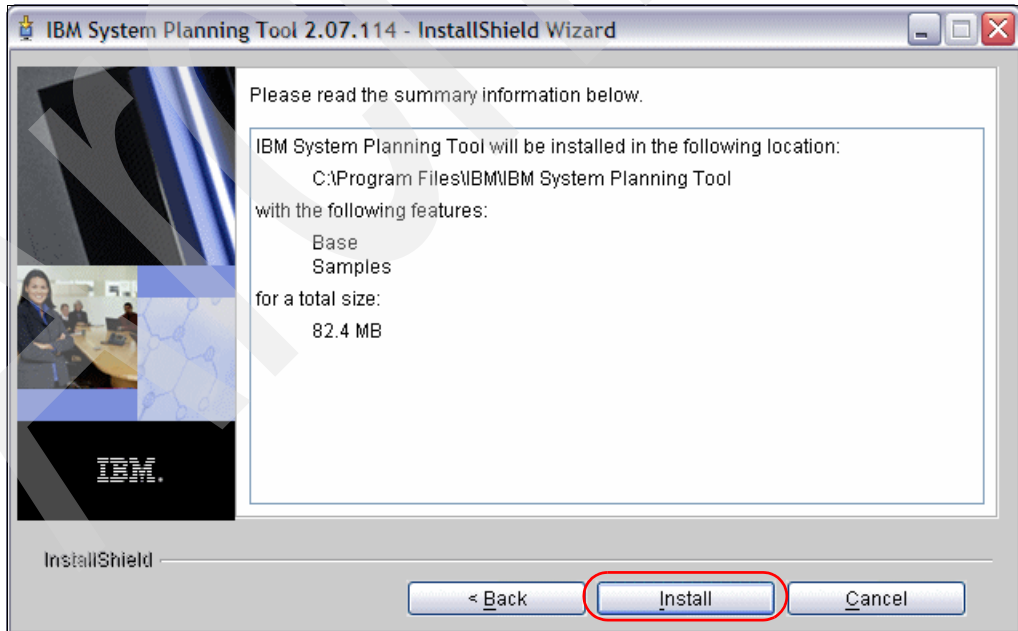 IBM System Planning Tool 2.07.114 - InstallShield Wizard
Please read the summary information below.
IBM System Planning Tool will be installed in the following location:
C:\Program Files\IBM\IBM System Planning Tool
with the following features:
Base
Samples
for a total size:
82.4 MB
IBM.
InstallShield
< Back
Install
Cancel